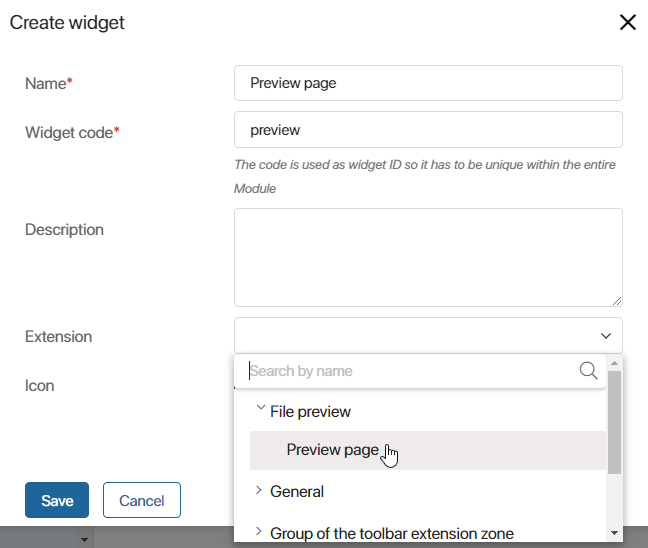 Create widget
Name*
Preview page
Widget code*
preview
The code is used as widget ID so it has to be unique within the entire
Module
Description
Extension
Search by name
Icon
File preview
Preview page
General
Group of the toolbar extension zone
Save
Cancel